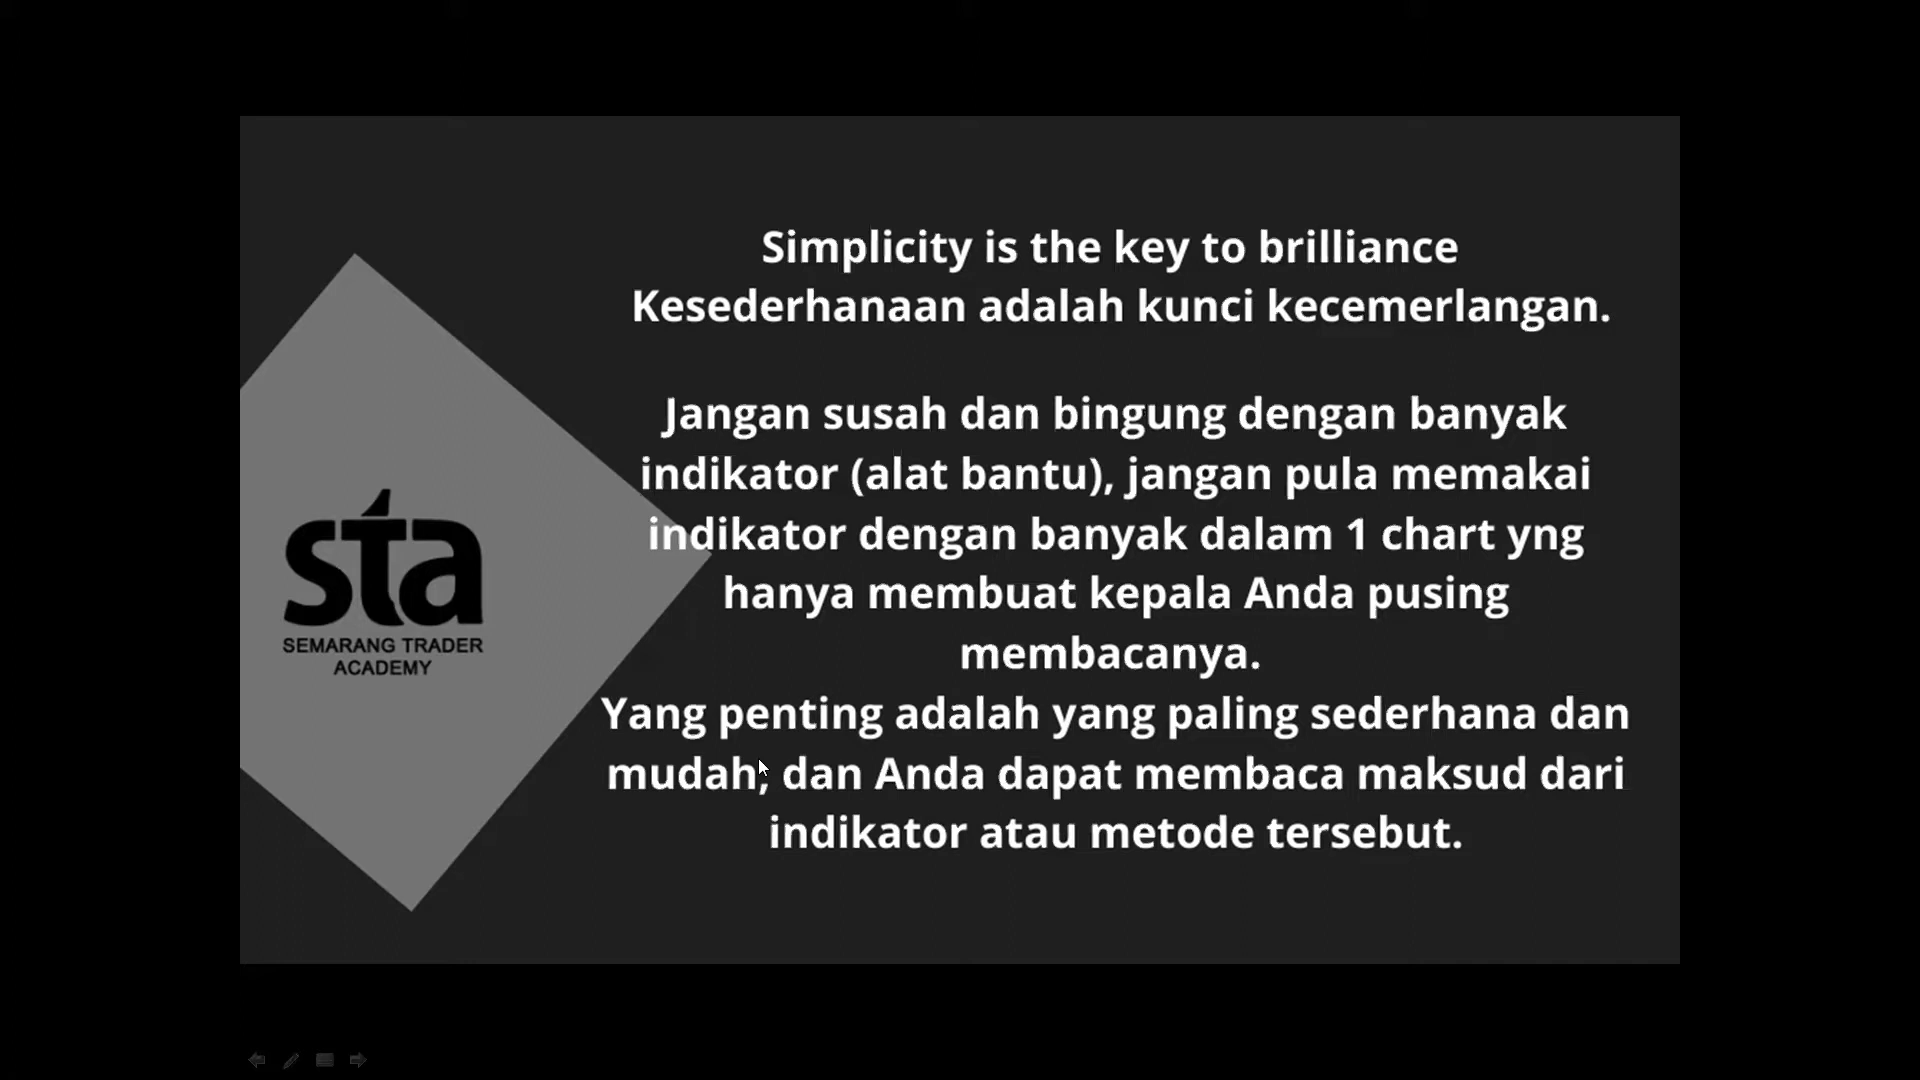 Simplicity is the key to brilliance
Kesederhanaan adalah kunci kecemerlangan.
Jangan susah dan bingung dengan banyak
indikator (alat bantu), jangan pula memakai
indikator dengan banyak dalam 1 chart yng
hanya membuat kepala Anda pusing
membacanya.
Yang penting adalah yang paling sederhana dan
mudah; dan Anda dapat membaca maksud dari
indikator atau metode tersebut.
sta
SEMARANG TRADER
ACADEMY